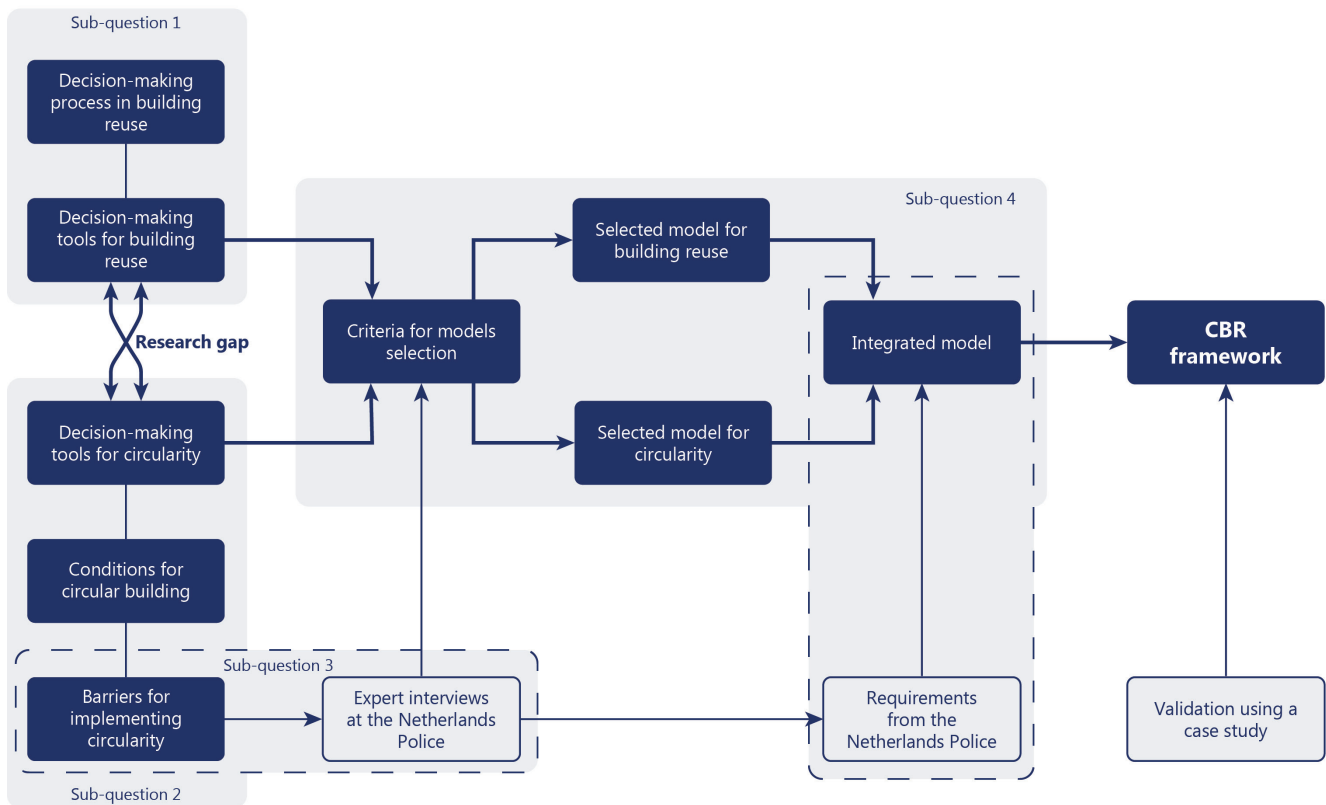 Sub-question 1
Decision-making
process in building
reuse
Decision-making
tools for building
reuse
Research gap
Decision-making
tools for circularity
Conditions for
circular building
Sub-question 3
Barriers for
implementing
circularity
Sub-question 2
Expert interviews
at the Netherlands
Police
Criteria for models
selection
Sub-question 4
Selected model for
building reuse
Selected model for
circularity
Integrated model
Requirements
from the
Netherlands Police
CBR
framework
Validation using a
case study